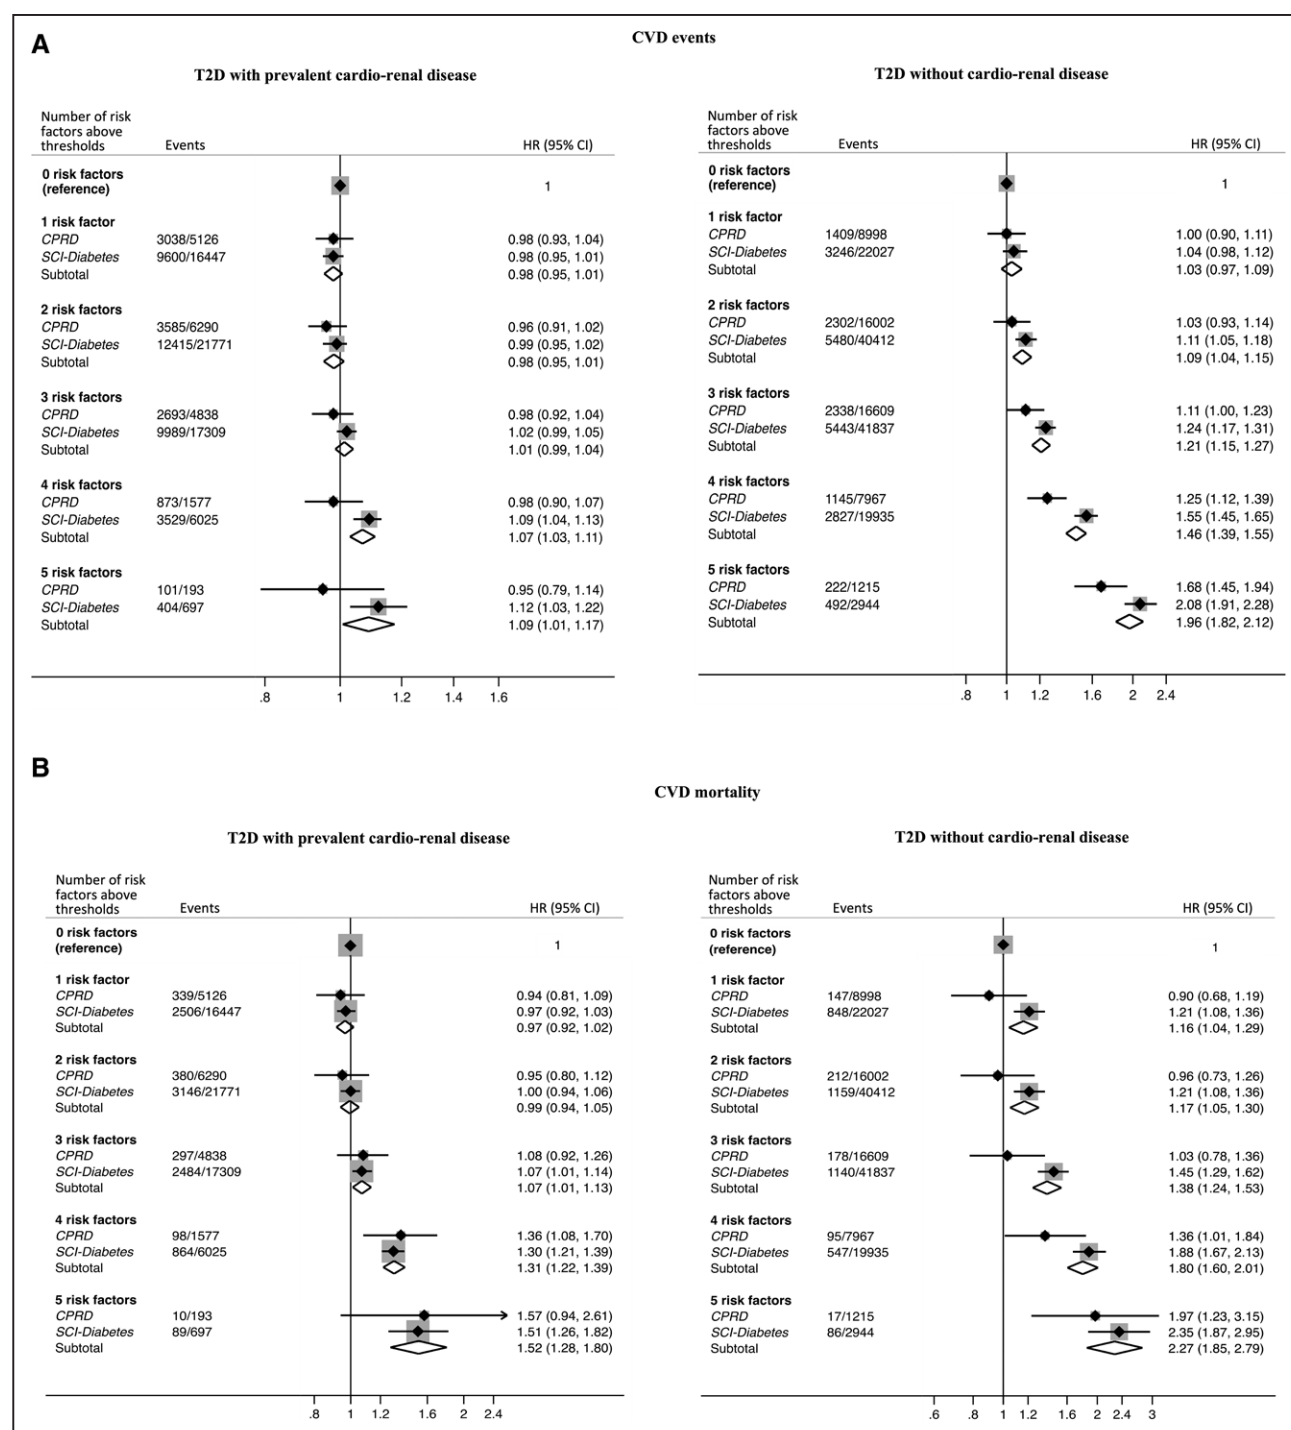 A
CVD events
T2D with prevalent cardio-renal disease
Number of risk
factors above
thresholds Events HR (95% CI)
0 risk factors
(reference) 1
1 risk factor
CPRD 3038/5126 0.98 (0.93, 1.04)
SCI-Diabetes 9600/16447 0.98 (0.95, 1.01)
Subtotal 0.98 (0.95, 1.01)
2 risk factors
CPRD 3585/6290 0.96 (0.91, 1.02)
SCI-Diabetes 12415/21771 0.99 (0.95, 1.02)
Subtotal 0.98 (0.95, 1.01)
3 risk factors
CPRD 2693/4838 0.98 (0.92, 1.04)
SCI-Diabetes 9989/17309 1.02 (0.99, 1.05)
Subtotal 1.01 (0.99, 1.04)
4 risk factors
CPRD 873/1577 0.98 (0.90, 1.07)
SCI-Diabetes 3529/6025 1.09 (1.04, 1.13)
Subtotal 1.07 (1.03, 1.11)
5 risk factors
CPRD 101/193 0.95 (0.79, 1.14)
SCI-Diabetes 404/697 1.12 (1.03, 1.22)
Subtotal 1.09 (1.01, 1.17)
.8 1 1.2 1.4 1.6
T2D without cardio-renal disease
Number of risk
factors above
thresholds Events HR (95% CI)
0 risk factors
(reference) 1
1 risk factor
CPRD 1409/8998 1.00 (0.90, 1.11)
SCI-Diabetes 3246/22027 1.04 (0.98, 1.12)
Subtotal 1.03 (0.97, 1.09)
2 risk factors
CPRD 2302/16002 1.03 (0.93, 1.14)
SCI-Diabetes 5480/40412 1.11 (1.05, 1.18)
Subtotal 1.09 (1.04, 1.15)
3 risk factors
CPRD 2338/16609 1.11 (1.00, 1.23)
SCI-Diabetes 5443/41837 1.24 (1.17, 1.31)
Subtotal 1.21 (1.15, 1.27)
4 risk factors
CPRD 1145/7967 1.25 (1.12, 1.39)
SCI-Diabetes 2827/19935 1.55 (1.45, 1.65)
Subtotal 1.46 (1.39, 1.55)
5 risk factors
CPRD 222/1215 1.68 (1.45, 1.94)
SCI-Diabetes 492/2944 2.08 (1.91, 2.28)
Subtotal 1.96 (1.82, 2.12)
.8 1 1.2 1.6 2 2.4
B
CVD mortality
T2D with prevalent cardio-renal disease
Number of risk
factors above
thresholds Events HR (95% CI)
0 risk factors
(reference) 1
1 risk factor
CPRD 339/5126 0.94 (0.81, 1.09)
SCI-Diabetes 2506/16447 0.97 (0.92, 1.03)
Subtotal 0.97 (0.92, 1.02)
2 risk factors
CPRD 380/6290 0.95 (0.80, 1.12)
SCI-Diabetes 3146/21771 1.00 (0.94, 1.06)
Subtotal 0.99 (0.94, 1.05)
3 risk factors
CPRD 297/4838 1.08 (0.92, 1.26)
SCI-Diabetes 2484/17309 1.07 (1.01, 1.14)
Subtotal 1.07 (1.01, 1.13)
4 risk factors
CPRD 98/1577 1.36 (1.08, 1.70)
SCI-Diabetes 864/6025 1.30 (1.21, 1.39)
Subtotal 1.31 (1.22, 1.39)
5 risk factors
CPRD 10/193 1.57 (0.94, 2.61)
SCI-Diabetes 89/697 1.51 (1.26, 1.82)
Subtotal 1.52 (1.28, 1.80)
.8 1 1.2 1.6 2 2.4
T2D without cardio-renal disease
Number of risk
factors above
thresholds Events HR (95% CI)
0 risk factors
(reference) 1
1 risk factor
CPRD 147/8998 0.90 (0.68, 1.19)
SCI-Diabetes 848/22027 1.21 (1.08, 1.36)
Subtotal 1.16 (1.04, 1.29)
2 risk factors
CPRD 212/16002 0.96 (0.73, 1.26)
SCI-Diabetes 1159/40412 1.21 (1.08, 1.36)
Subtotal 1.17 (1.05, 1.30)
3 risk factors
CPRD 178/16609 1.03 (0.78, 1.36)
SCI-Diabetes 1140/41837 1.45 (1.29, 1.62)
Subtotal 1.38 (1.24, 1.53)
4 risk factors
CPRD 95/7967 1.36 (1.01, 1.84)
SCI-Diabetes 547/19935 1.88 (1.67, 2.13)
Subtotal 1.80 (1.60, 2.01)
5 risk factors
CPRD 17/1215 1.97 (1.23, 3.15)
SCI-Diabetes 86/2944 2.35 (1.87, 2.95)
Subtotal 2.27 (1.85, 2.79)
.6 .8 1 1.2 1.6 2 2.4 3